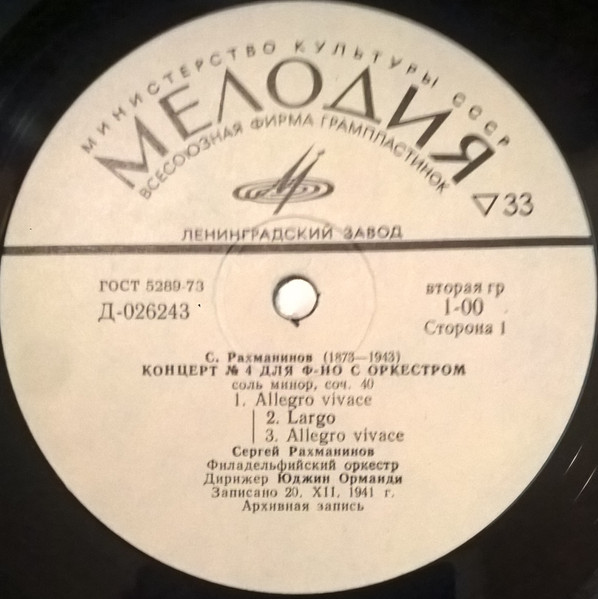 МИНИСТЕРСТВО КУЛЬТУРЫ СССР
МЕЛОДИЯ
ВСЕСОЮЗНАЯ ФИРМА ГРАМПЛАСТИНОК
▽33
ЛЕНИНГРАДСКИЙ ЗАВОД
ГОСТ 5289-73
Д-026243
вторая гр
1-00
Сторона 1
С. Рахманинов (1873—1943)
КОНЦЕРТ № 4 ДЛЯ Ф-НО С ОРКЕСТРОМ
соль минор, соч. 40
1. Allegro vivace
2. Largo
3. Allegro vivace
Сергей Рахманинов
Филадельфийский оркестр
Дирижер Юджин Орманди
Записано 20. XII. 1941 г.
Архивная запись